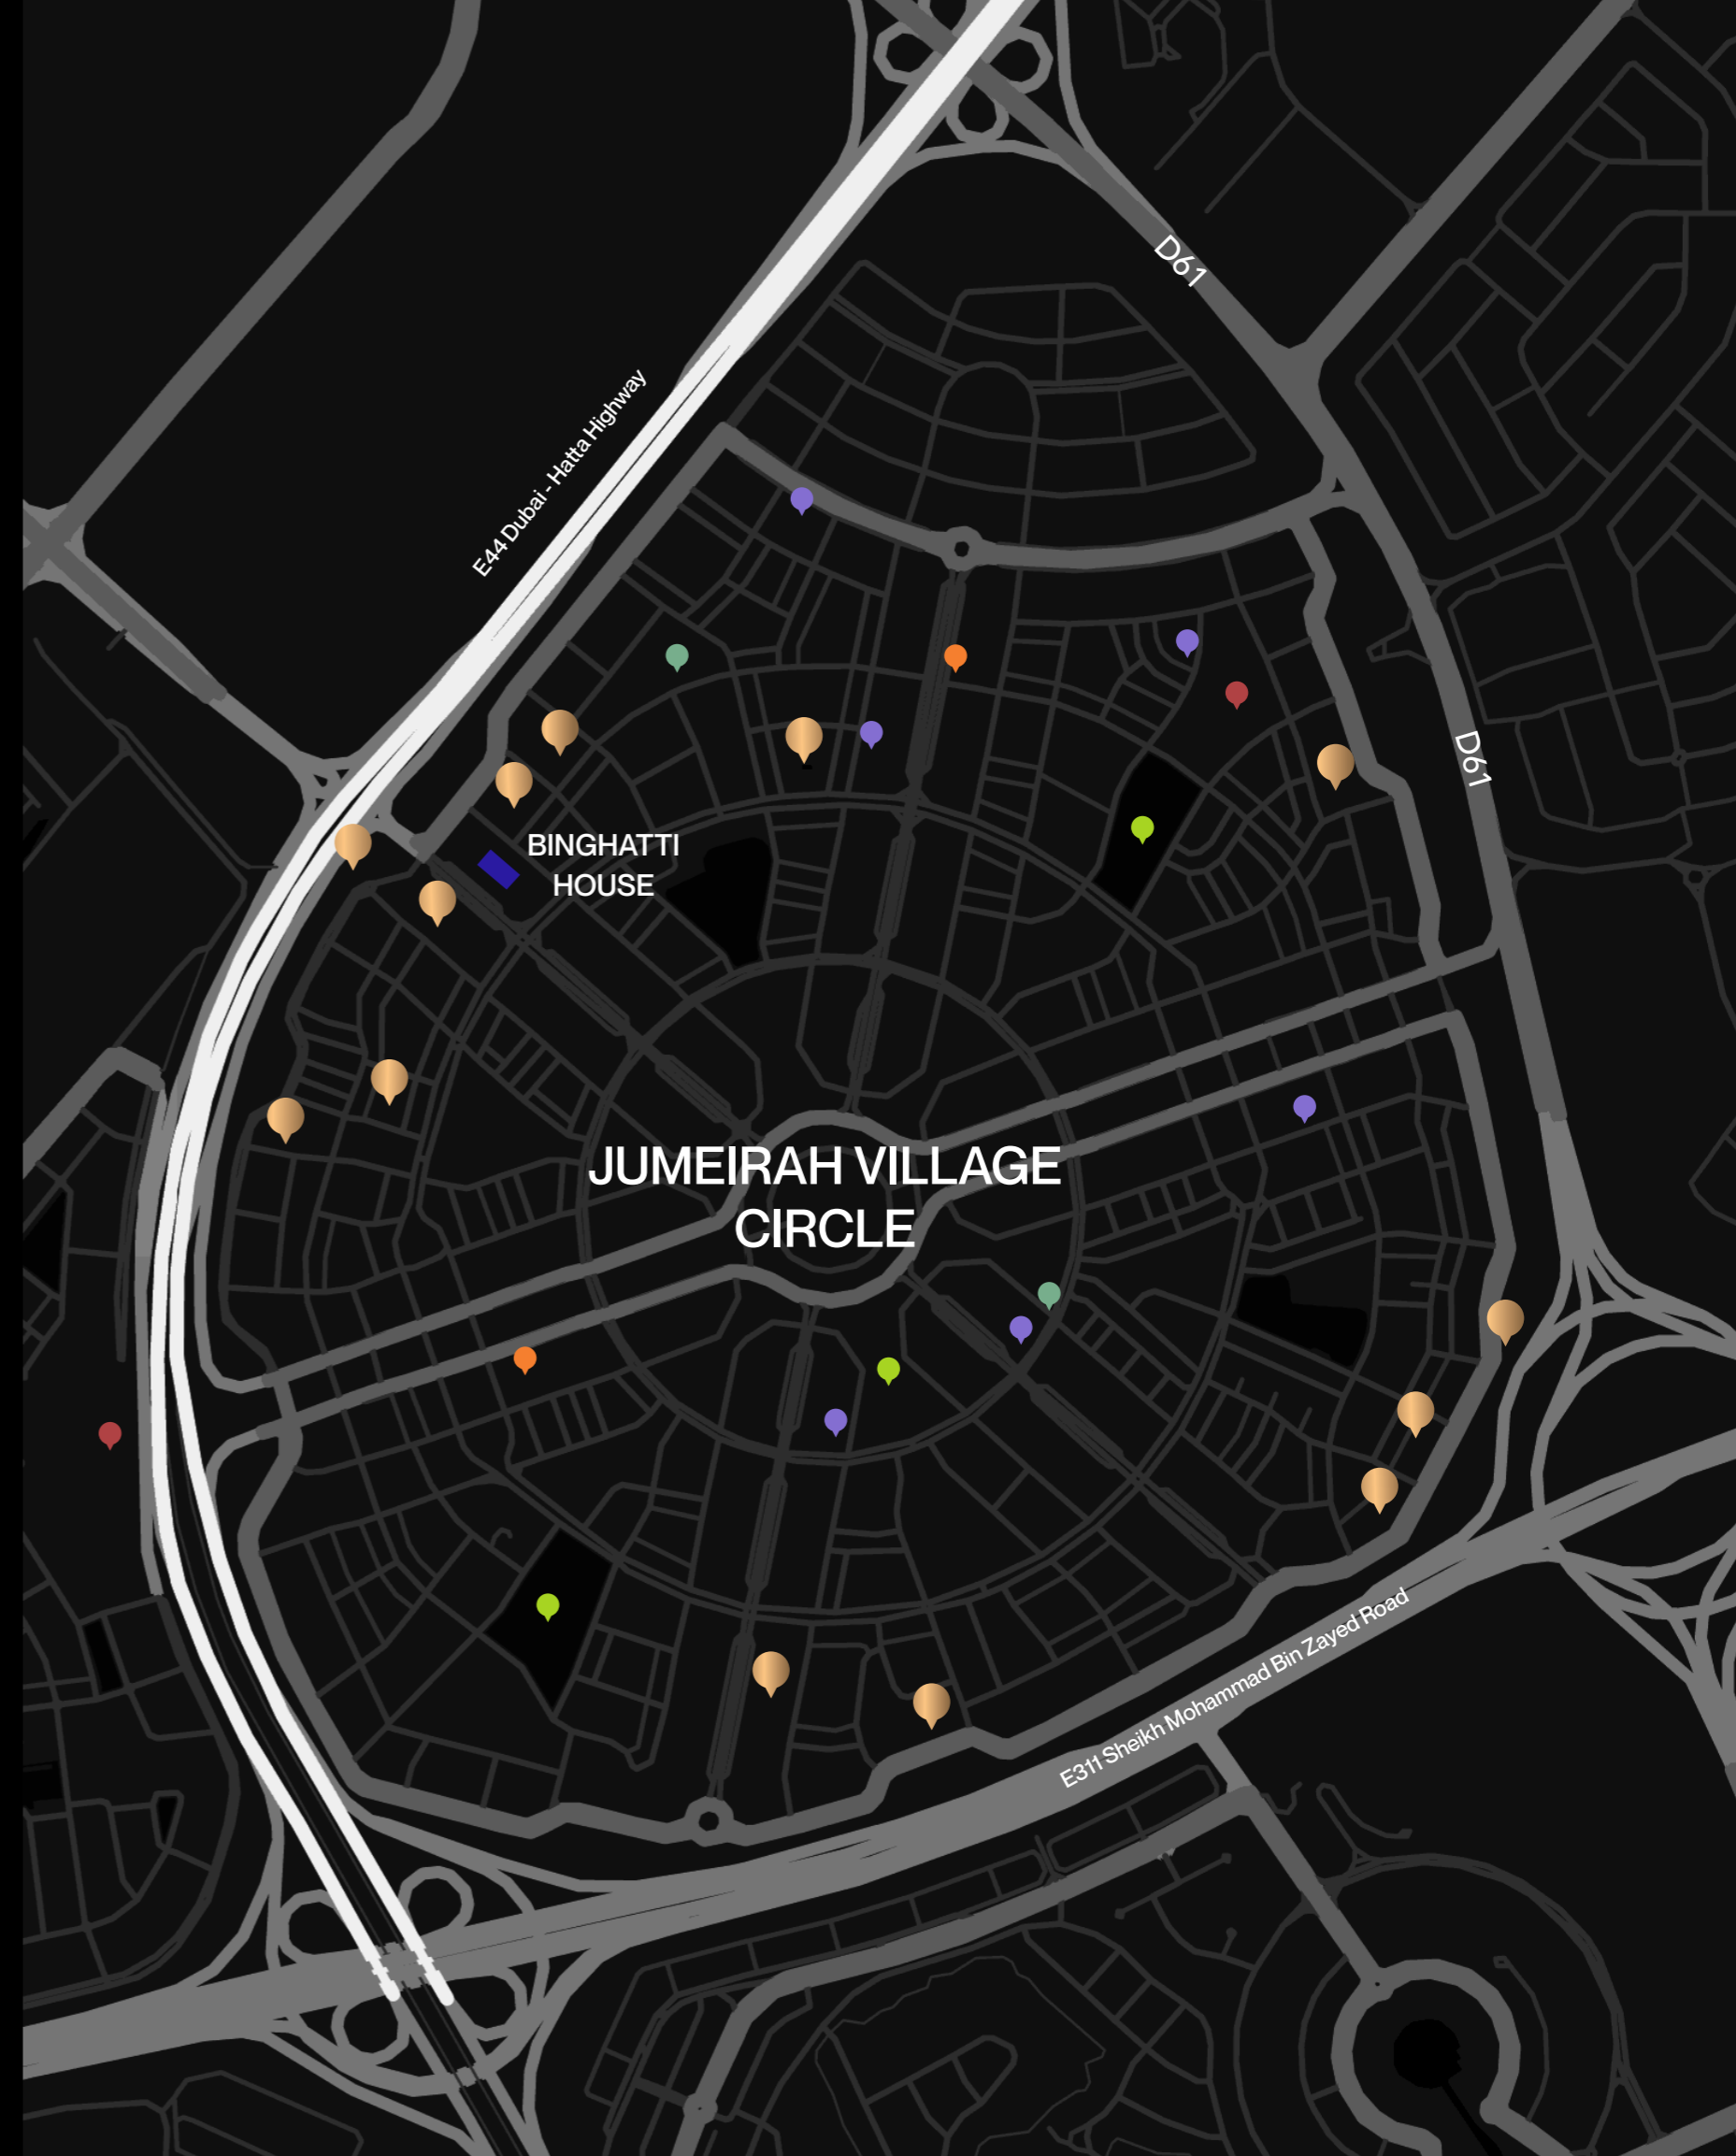 D61
E44 Dubai - Hatta Highway
D61
BINGHATTI
HOUSE
JUMEIRAH VILLAGE
CIRCLE
E311 Sheikh Mohammad Bin Zayed Road